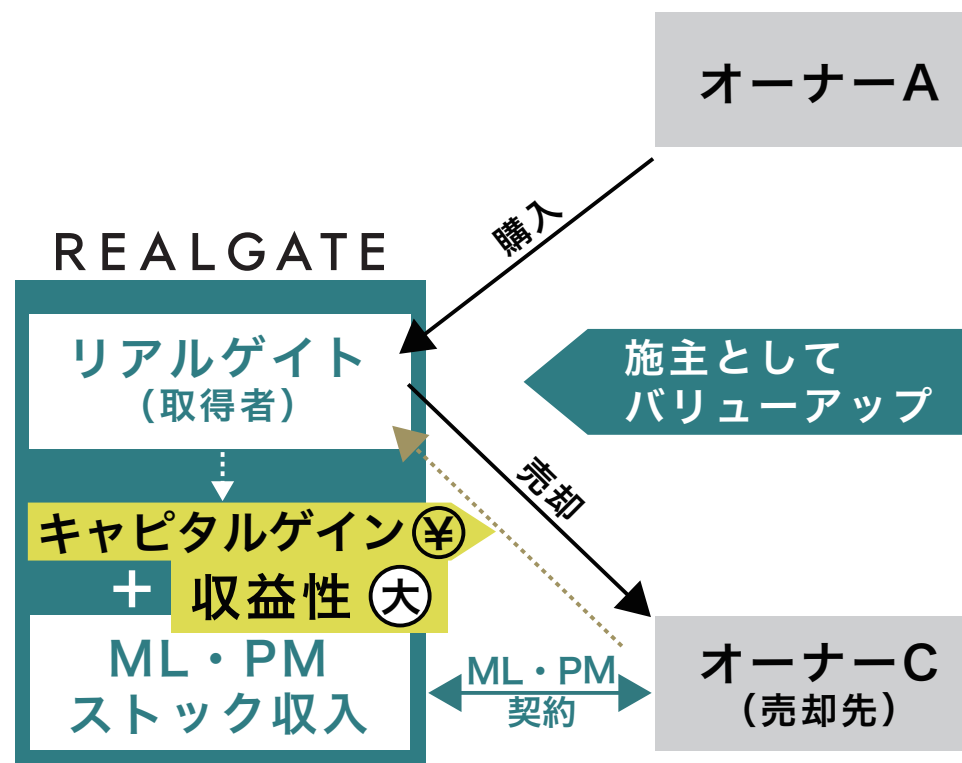 オーナーA
購入
REALGATE
リアルゲイト
（取得者）
施主として
バリューアップ
売却
キャピタルゲイン¥
+
収益性 大
ML・PM
ストック収入
ML・PM
契約
オーナーC
（売却先）